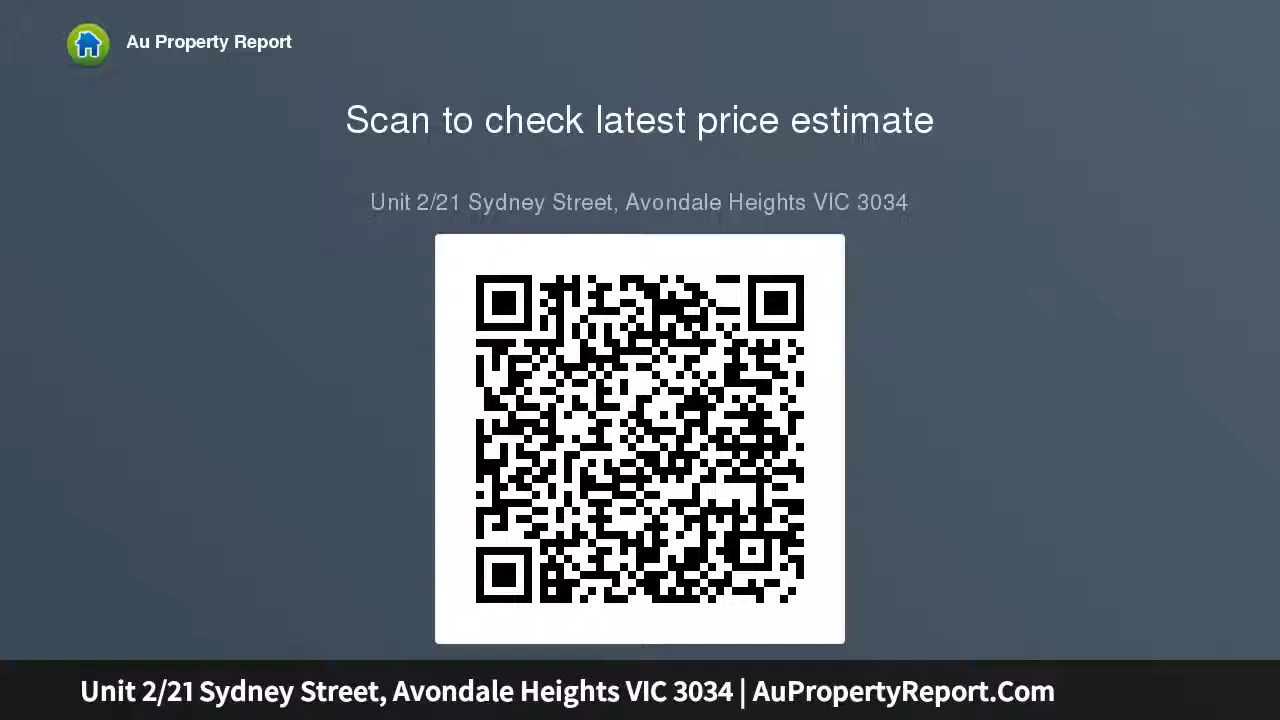 Au Property Report
Scan to check latest price estimate
Unit 2/21 Sydney Street, Avondale Heights VIC 3034
Unit 2/21 Sydney Street, Avondale Heights VIC 3034 | AuPropertyReport.Com